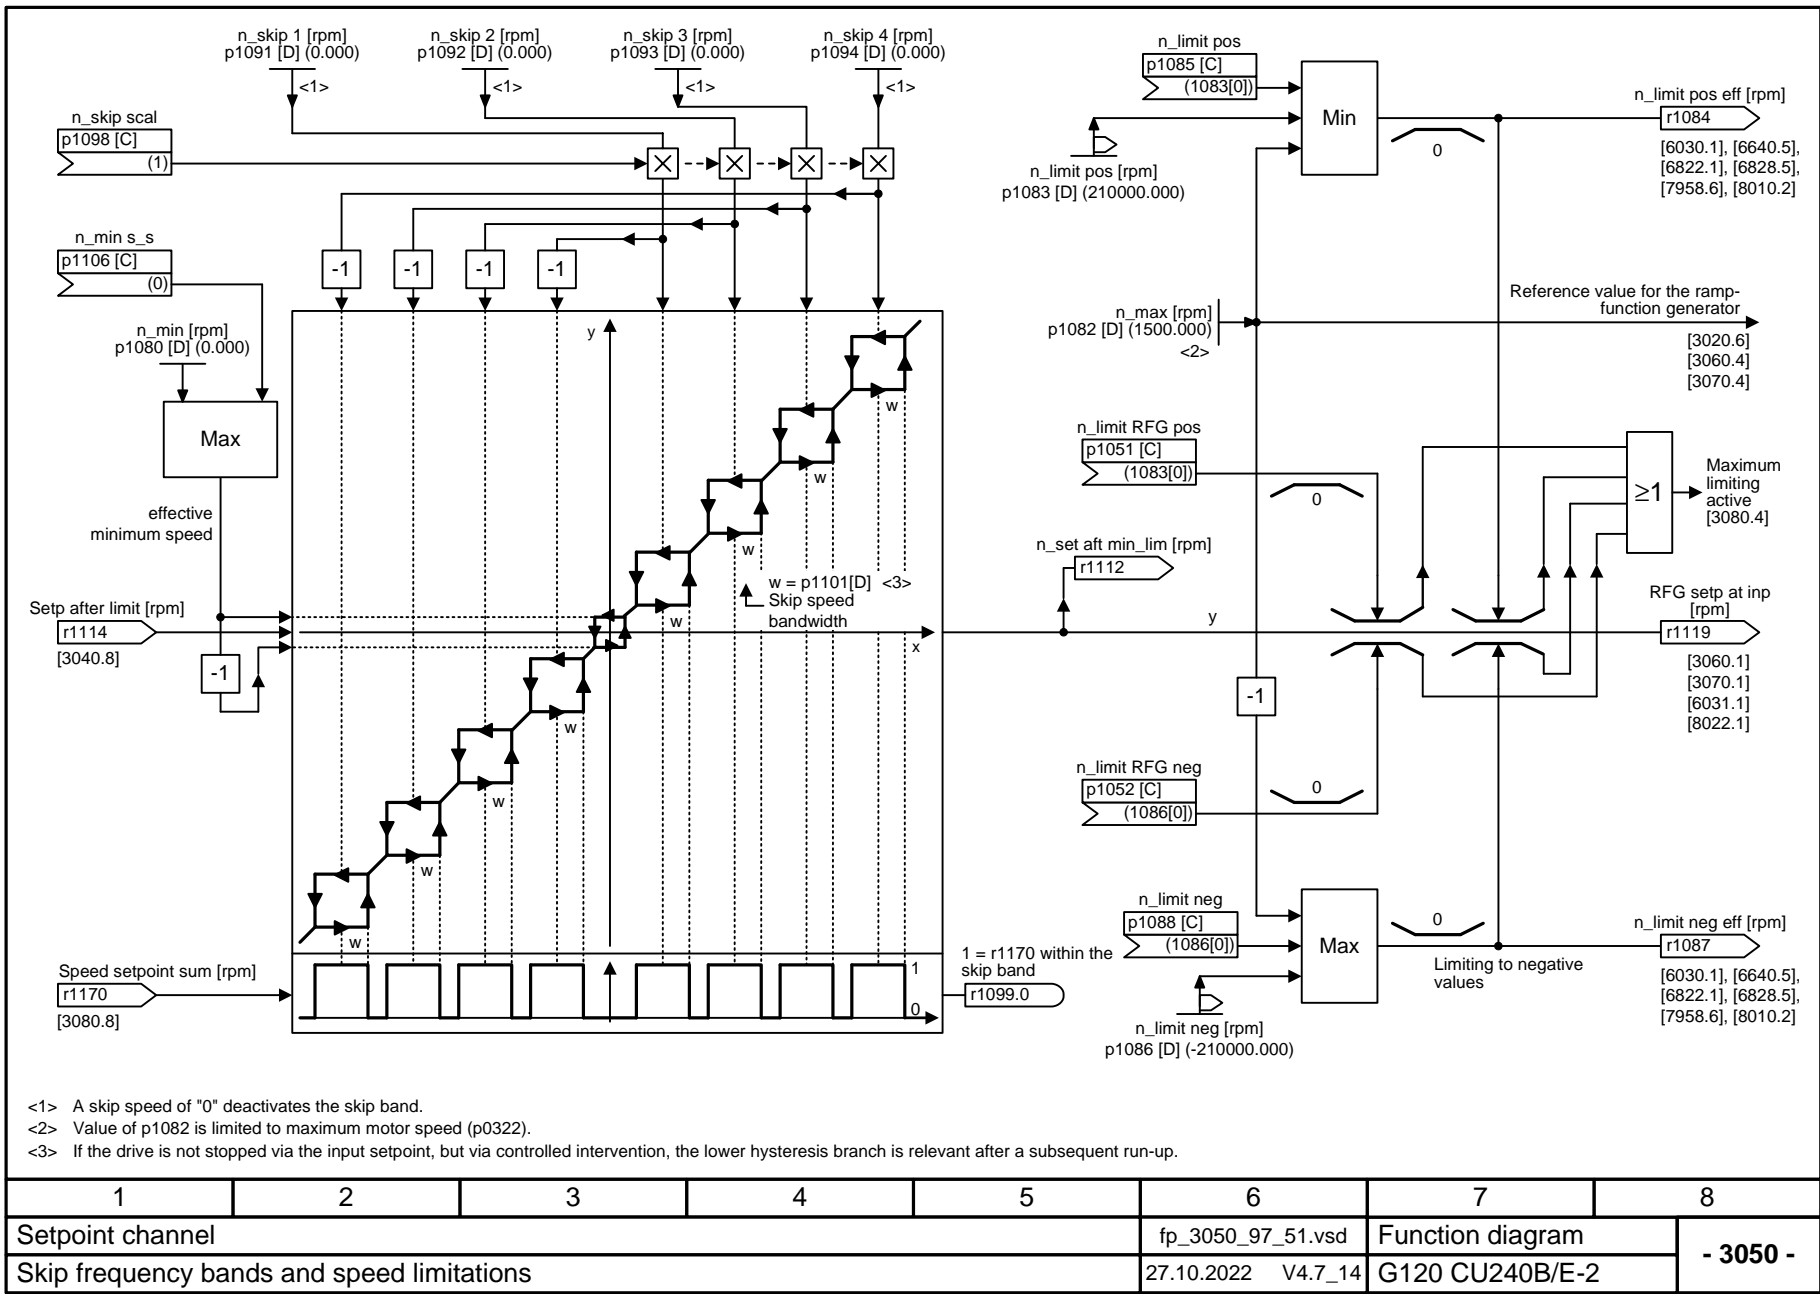 n_skip 1 [rpm]
p1091 [D] (0.000)
<1>
n_skip 2 [rpm]
p1092 [D] (0.000)
<1>
n_skip 3 [rpm]
p1093 [D] (0.000)
<1>
n_skip 4 [rpm]
p1094 [D] (0.000)
<1>
n_skip scal
p1098 [C]
(1)
n_min s_s
p1106 [C]
(0)
n_min [rpm]
p1080 [D] (0.000)
Max
effective
minimum speed
Setp after limit [rpm]
r1114
[3040.8]
-1
-1
-1
-1
-1
y
w
w
w
w
w = p1101[D] <3>
Skip speed
bandwidth
x
w
w
w
w
Speed setpoint sum [rpm]
r1170
[3080.8]
1
0
1 = r1170 within the
skip band
r1099.0
n_limit pos
p1085 [C]
(1083[0])
Min
n_limit pos [rpm]
p1083 [D] (210000.000)
0
n_limit pos eff [rpm]
r1084
[6030.1], [6640.5],
[6822.1], [6828.5],
[7958.6], [8010.2]
n_max [rpm]
p1082 [D] (1500.000)
<2>
Reference value for the ramp-
function generator
[3020.6]
[3060.4]
[3070.4]
n_limit RFG pos
p1051 [C]
(1083[0])
0
≥1
Maximum
limiting
active
[3080.4]
n_set aft min_lim [rpm]
r1112
y
RFG setp at inp
[rpm]
r1119
[3060.1]
[3070.1]
[6031.1]
[8022.1]
-1
n_limit RFG neg
p1052 [C]
(1086[0])
0
n_limit neg
p1088 [C]
(1086[0])
Max
n_limit neg [rpm]
p1086 [D] (-210000.000)
0
Limiting to negative
values
n_limit neg eff [rpm]
r1087
[6030.1], [6640.5],
[6822.1], [6828.5],
[7958.6], [8010.2]
<1> A skip speed of "0" deactivates the skip band.
<2> Value of p1082 is limited to maximum motor speed (p0322).
<3> If the drive is not stopped via the input setpoint, but via controlled intervention, the lower hysteresis branch is relevant after a subsequent run-up.
1 2 3 4 5 6 7 8
Setpoint channel
fp_3050_97_51.vsd
Function diagram
- 3050 -
Skip frequency bands and speed limitations
27.10.2022 V4.7_14
G120 CU240B/E-2